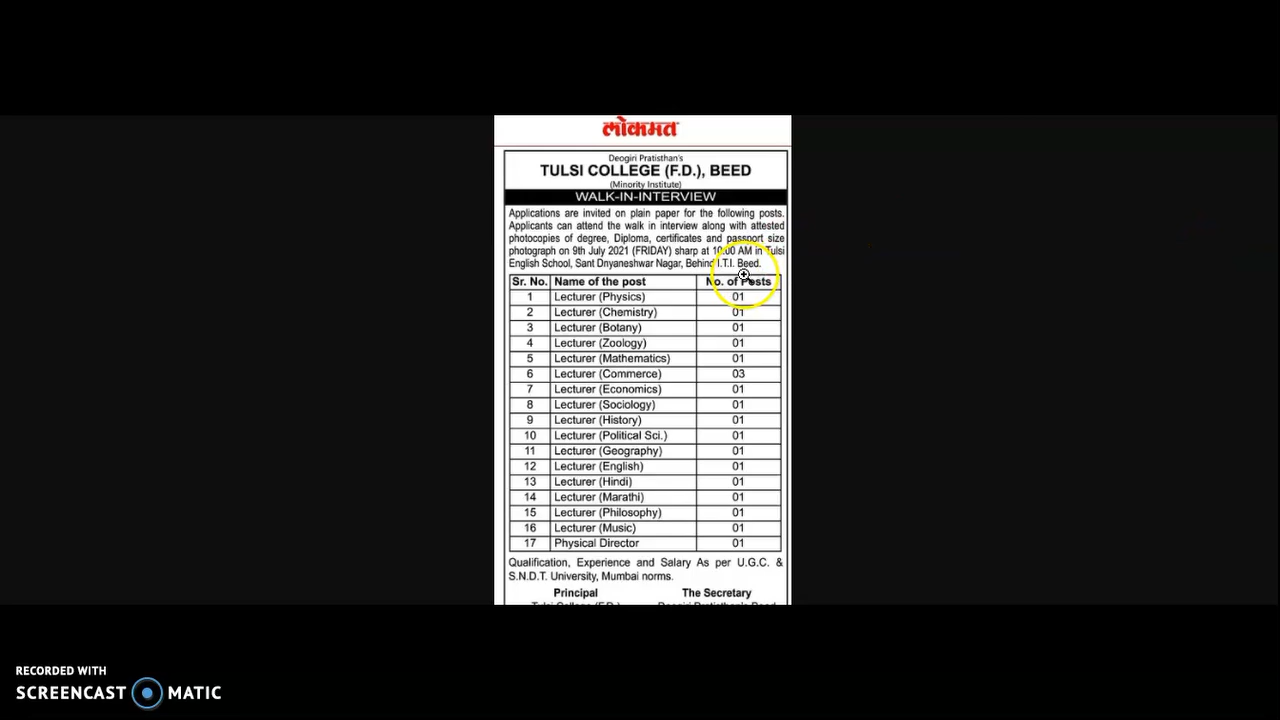 लोकमत
Deogiri Pratisthan's
TULSI COLLEGE (F.D.), BEED
(Minority Institute)
WALK-IN-INTERVIEW
Applications are invited on plain paper for the following posts.
Applicants can attend the walk in interview along with attested
photocopies of degree, Diploma, certificates and passport size
photograph on 9th July 2021 (FRIDAY) sharp at 10:00 AM in Tulsi
English School, Sant Dnyaneshwar Nagar, Behind I.T.I. Beed.
Sr. No. Name of the post No. of Posts
1 Lecturer (Physics) 01
2 Lecturer (Chemistry) 01
3 Lecturer (Botany) 01
4 Lecturer (Zoology) 01
5 Lecturer (Mathematics) 01
6 Lecturer (Commerce) 03
7 Lecturer (Economics) 01
8 Lecturer (Sociology) 01
9 Lecturer (History) 01
10 Lecturer (Political Sci.) 01
11 Lecturer (Geography) 01
12 Lecturer (English) 01
13 Lecturer (Hindi) 01
14 Lecturer (Marathi) 01
15 Lecturer (Philosophy) 01
16 Lecturer (Music) 01
17 Physical Director 01
Qualification, Experience and Salary As per U.G.C. &
S.N.D.T. University, Mumbai norms.
Principal The Secretary
RECORDED WITH
SCREENCAST MATIC